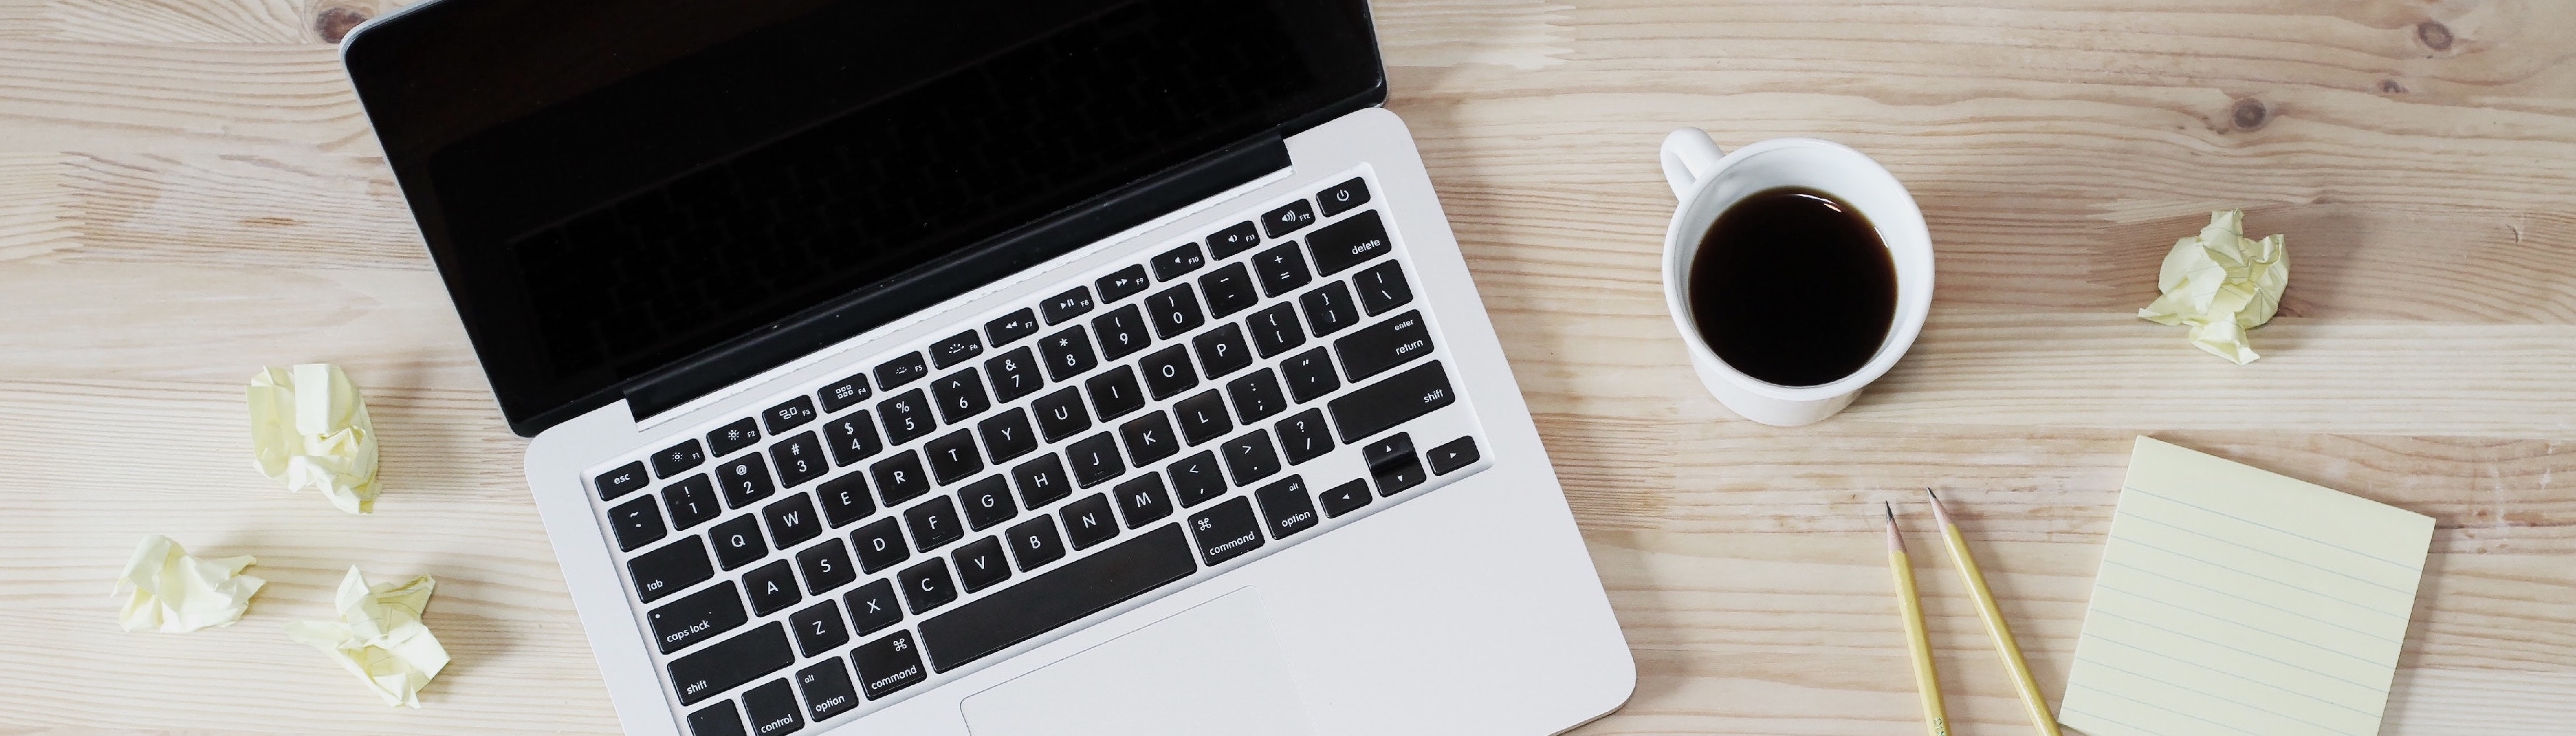 esc F1 F2 F3 F4 F5 F6 F7 F8 F9 F10 F11 F12
~ ! 1 @ 2 # 3 $ 4 % 5 ^ 6 & 7 * 8 ( 9 ) 0 - + = delete
tab Q W E R T Y U I O P { [ } ] | \
caps lock A S D F G H J K L : ; " ' enter return
shift Z X C V B N M < , > . ? / shift
control alt option ⌘ command ⌘ command alt option